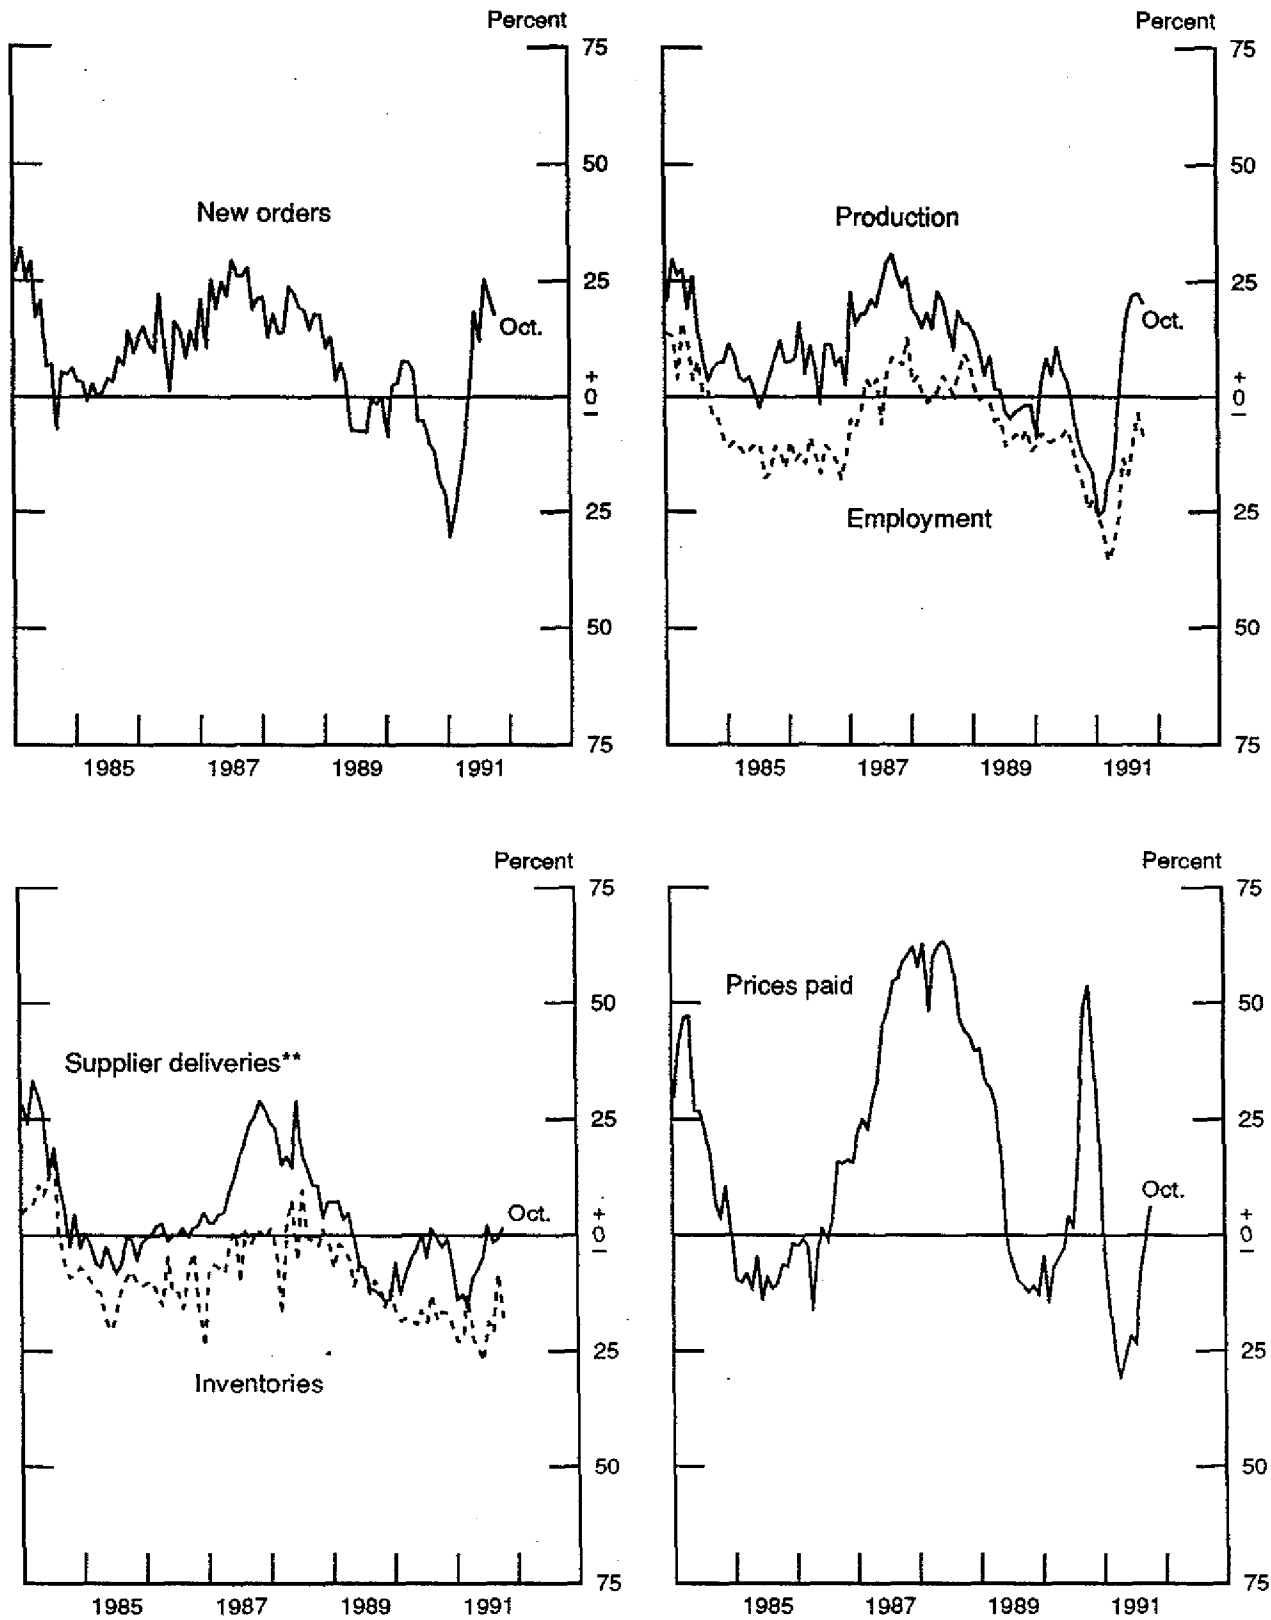 Percent
75
50
New orders
25
Oct.
+
0
−
25
50
75
1985 1987 1989 1991
Percent
75
50
Production
25
Oct.
+
0
−
Employment
25
50
75
1985 1987 1989 1991
Percent
75
50
Supplier deliveries**
25
Oct.
+
0
−
25
Inventories
50
75
1985 1987 1989 1991
Percent
75
Prices paid
50
25
Oct.
+
0
−
25
50
75
1985 1987 1989 1991